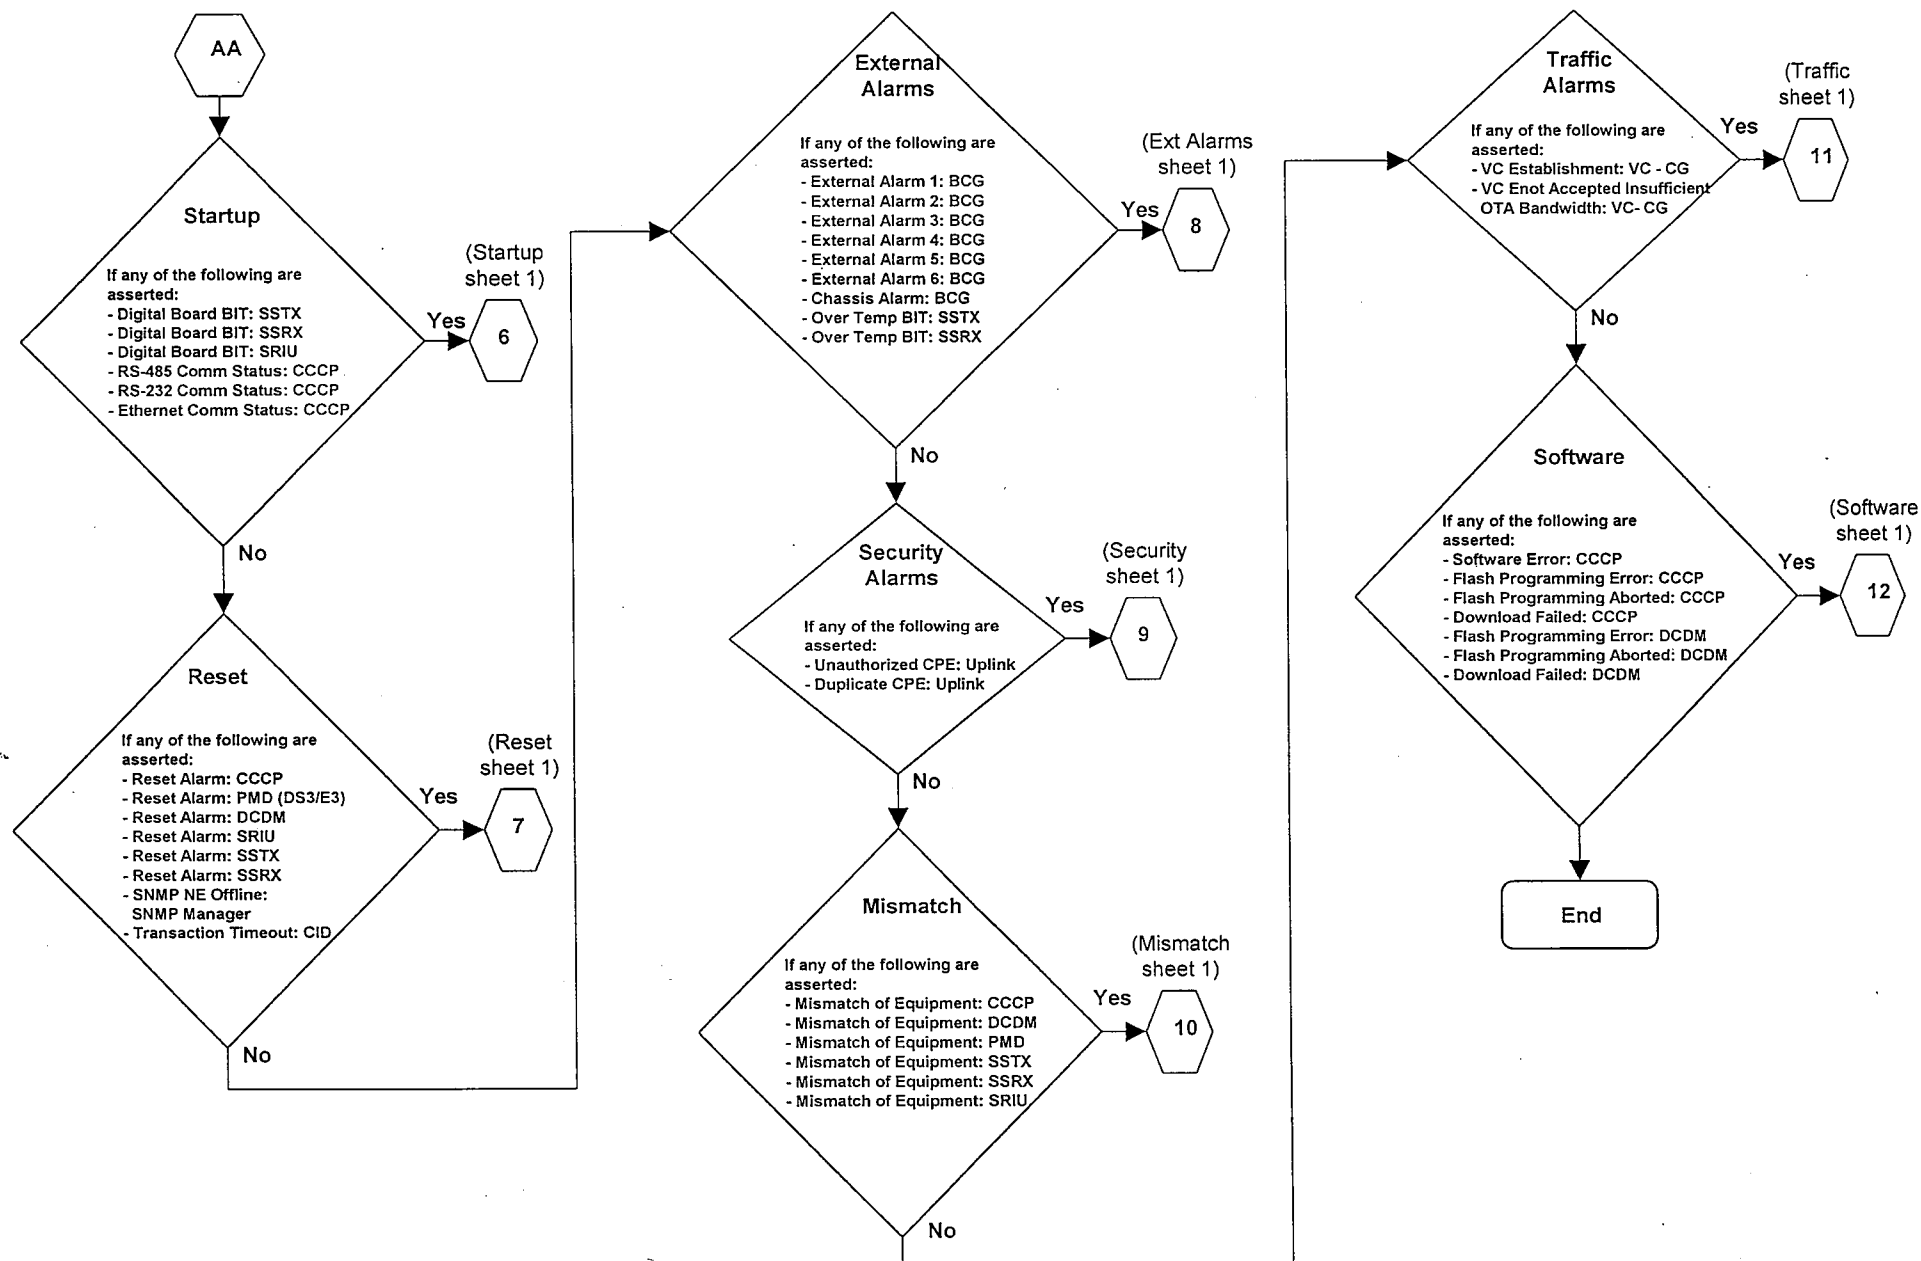 AA
Startup
If any of the following are
asserted:
- Digital Board BIT: SSTX
- Digital Board BIT: SSRX
- Digital Board BIT: SRIU
- RS-485 Comm Status: CCCP
- RS-232 Comm Status: CCCP
- Ethernet Comm Status: CCCP
Yes
(Startup
sheet 1)
6
No
Reset
If any of the following are
asserted:
- Reset Alarm: CCCP
- Reset Alarm: PMD (DS3/E3)
- Reset Alarm: DCDM
- Reset Alarm: SRIU
- Reset Alarm: SSTX
- Reset Alarm: SSRX
- SNMP NE Offline:
SNMP Manager
- Transaction Timeout: CID
Yes
(Reset
sheet 1)
7
No
External
Alarms
If any of the following are
asserted:
- External Alarm 1: BCG
- External Alarm 2: BCG
- External Alarm 3: BCG
- External Alarm 4: BCG
- External Alarm 5: BCG
- External Alarm 6: BCG
- Chassis Alarm: BCG
- Over Temp BIT: SSTX
- Over Temp BIT: SSRX
Yes
(Ext Alarms
sheet 1)
8
No
Security
Alarms
If any of the following are
asserted:
- Unauthorized CPE: Uplink
- Duplicate CPE: Uplink
Yes
(Security
sheet 1)
9
No
Mismatch
If any of the following are
asserted:
- Mismatch of Equipment: CCCP
- Mismatch of Equipment: DCDM
- Mismatch of Equipment: PMD
- Mismatch of Equipment: SSTX
- Mismatch of Equipment: SSRX
- Mismatch of Equipment: SRIU
Yes
(Mismatch
sheet 1)
10
No
Traffic
Alarms
If any of the following are
asserted:
- VC Establishment: VC - CG
- VC Enot Accepted Insufficient
OTA Bandwidth: VC- CG
Yes
(Traffic
sheet 1)
11
No
Software
If any of the following are
asserted:
- Software Error: CCCP
- Flash Programming Error: CCCP
- Flash Programming Aborted: CCCP
- Download Failed: CCCP
- Flash Programming Error: DCDM
- Flash Programming Aborted: DCDM
- Download Failed: DCDM
Yes
(Software
sheet 1)
12
End